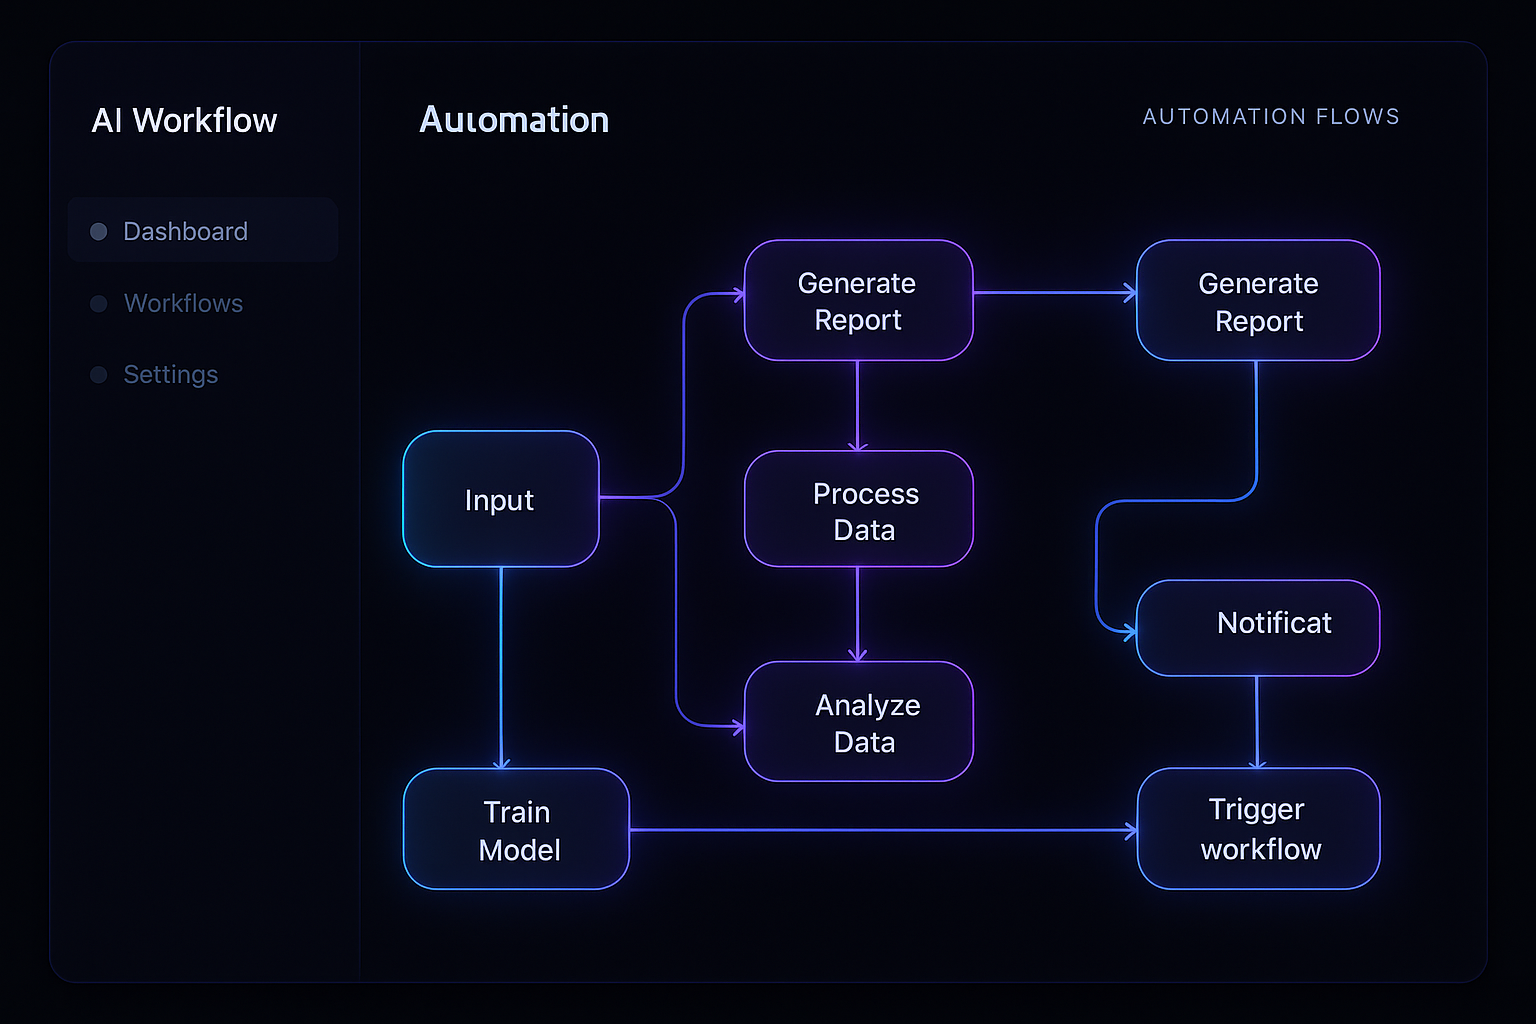 AI Workflow
Dashboard
Workflows
Settings
Auıomation
AUTOMATION FLOWS
Generate
Report
Generate
Report
Input
Process
Data
Notificat
Analyze
Data
Train
Model
Trigger
workflow